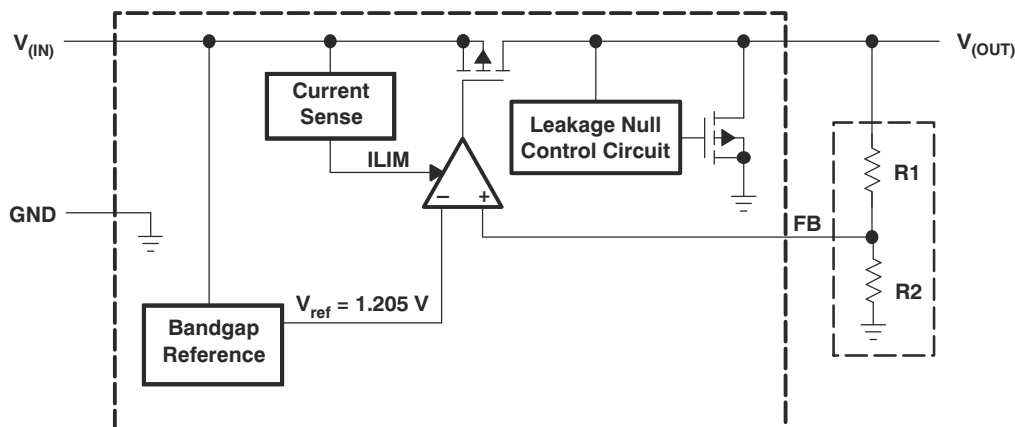 V(IN)
V(OUT)
Current
Sense
Leakage Null
Control Circuit
ILIM
R1
− +
GND
FB
R2
Vref = 1.205 V
Bandgap
Reference